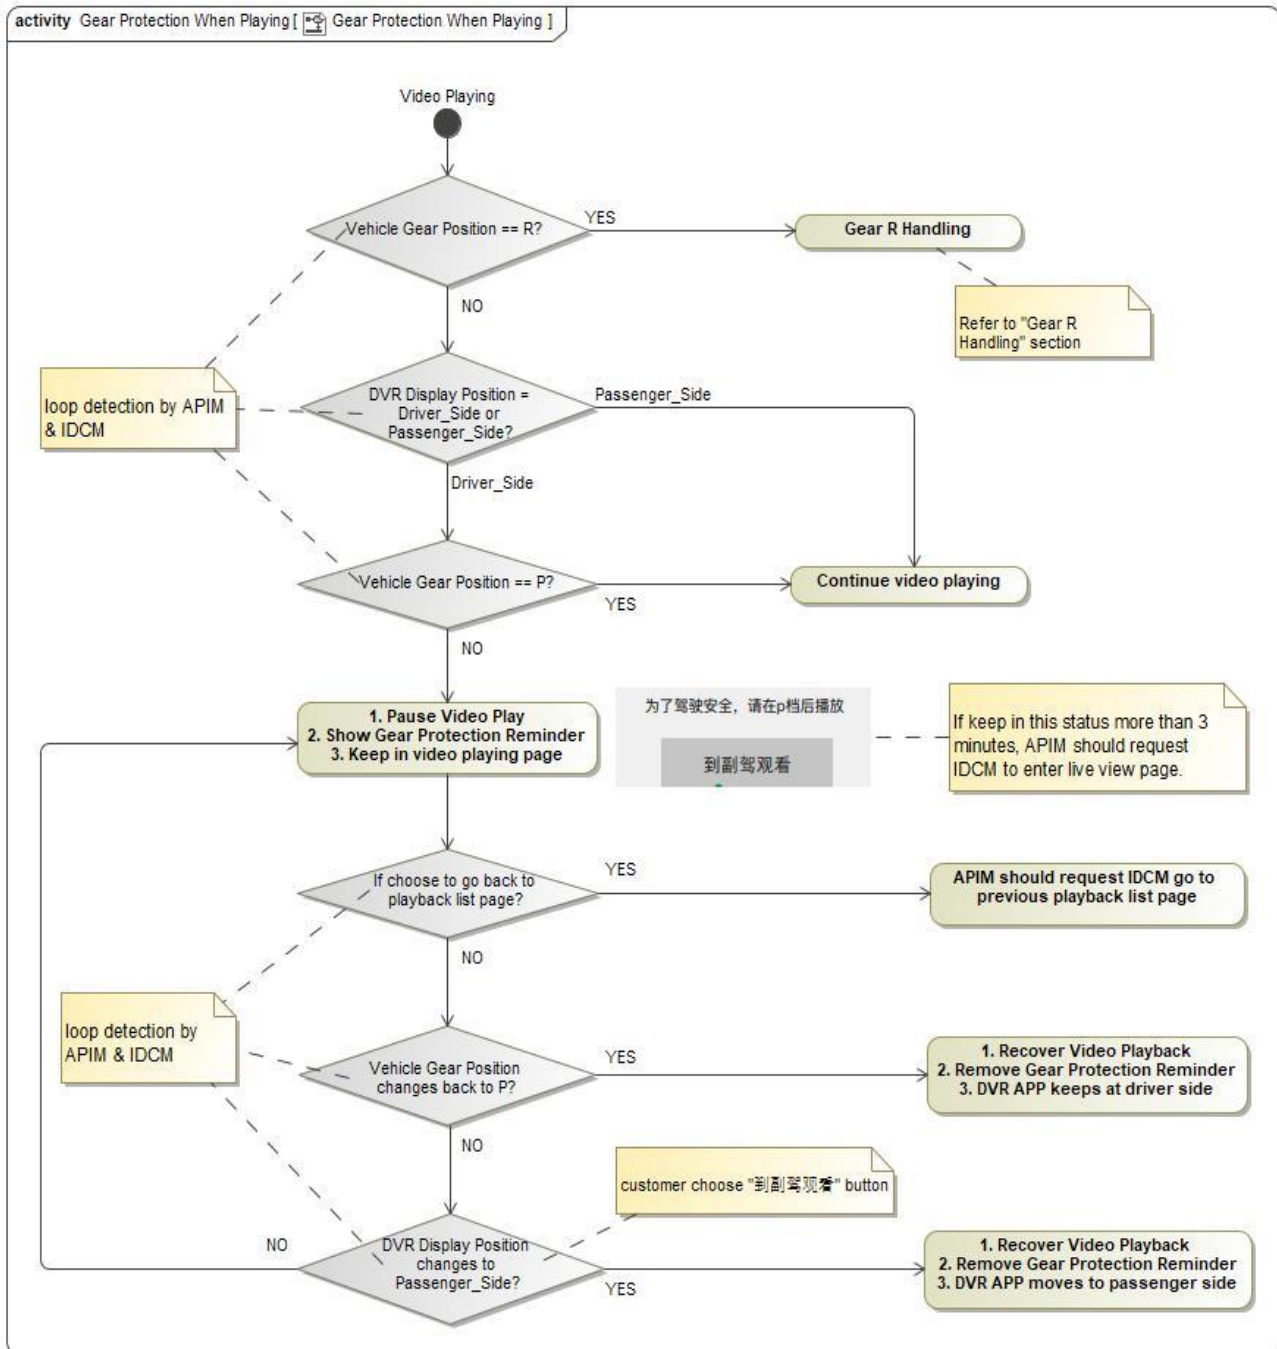 activity Gear Protection When Playing [ Gear Protection When Playing ]
Video Playing
Vehicle Gear Position == R?
YES
Gear R Handling
NO
Refer to "Gear R
Handling" section
loop detection by APIM
& IDCM
DVR Display Position =
Driver_Side or
Passenger_Side?
Passenger_Side
Driver_Side
Vehicle Gear Position == P?
YES
Continue video playing
NO
1. Pause Video Play
2. Show Gear Protection Reminder
3. Keep in video playing page
为了驾驶安全，请在p档后播放
到副驾观看
If keep in this status more than 3
minutes, APIM should request
IDCM to enter live view page.
If choose to go back to
playback list page?
YES
APIM should request IDCM go to
previous playback list page
NO
loop detection by
APIM & IDCM
Vehicle Gear Position
changes back to P?
YES
1. Recover Video Playback
2. Remove Gear Protection Reminder
3. DVR APP keeps at driver side
NO
customer choose "到副驾观看" button
DVR Display Position
changes to
Passenger_Side?
NO
YES
1. Recover Video Playback
2. Remove Gear Protection Reminder
3. DVR APP moves to passenger side